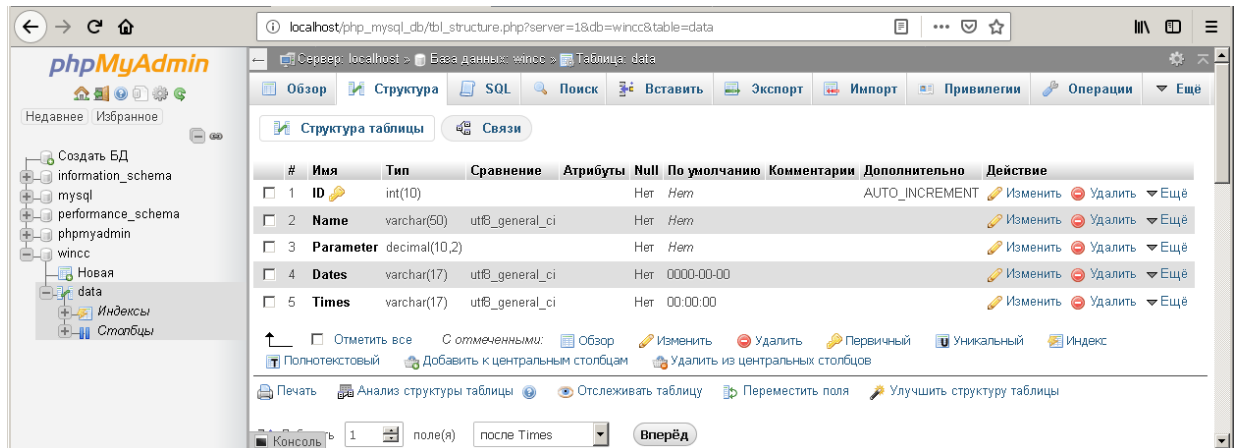 localhost/php_mysql_db/tbl_structure.php?server=1&db=wincc&table=data
phpMyAdmin
Недавнее Избранное
Создать БД
information_schema
mysql
performance_schema
phpmyadmin
wincc
Новая
data
Индексы
Столбцы
Сервер: localhost » База данных: wincc » Таблица: data
Обзор Структура SQL Поиск Вставить Экспорт Импорт Привилегии Операции Ещё
Структура таблицы Связи
# Имя Тип Сравнение Атрибуты Null По умолчанию Комментарии Дополнительно Действие
1 ID int(10) Нет Нет AUTO_INCREMENT Изменить Удалить Ещё
2 Name varchar(50) utf8_general_ci Нет Нет Изменить Удалить Ещё
3 Parameter decimal(10,2) Нет Нет Изменить Удалить Ещё
4 Dates varchar(17) utf8_general_ci Нет 0000-00-00 Изменить Удалить Ещё
5 Times varchar(17) utf8_general_ci Нет 00:00:00 Изменить Удалить Ещё
Отметить все С отмеченными: Обзор Изменить Удалить Первичный Уникальный Индекс
Полнотекстовый Добавить к центральным столбцам Удалить из центральных столбцов
Печать Анализ структуры таблицы Отслеживать таблицу Переместить поля Улучшить структуру таблицы
1 поле(я) после Times Вперёд
Консоль